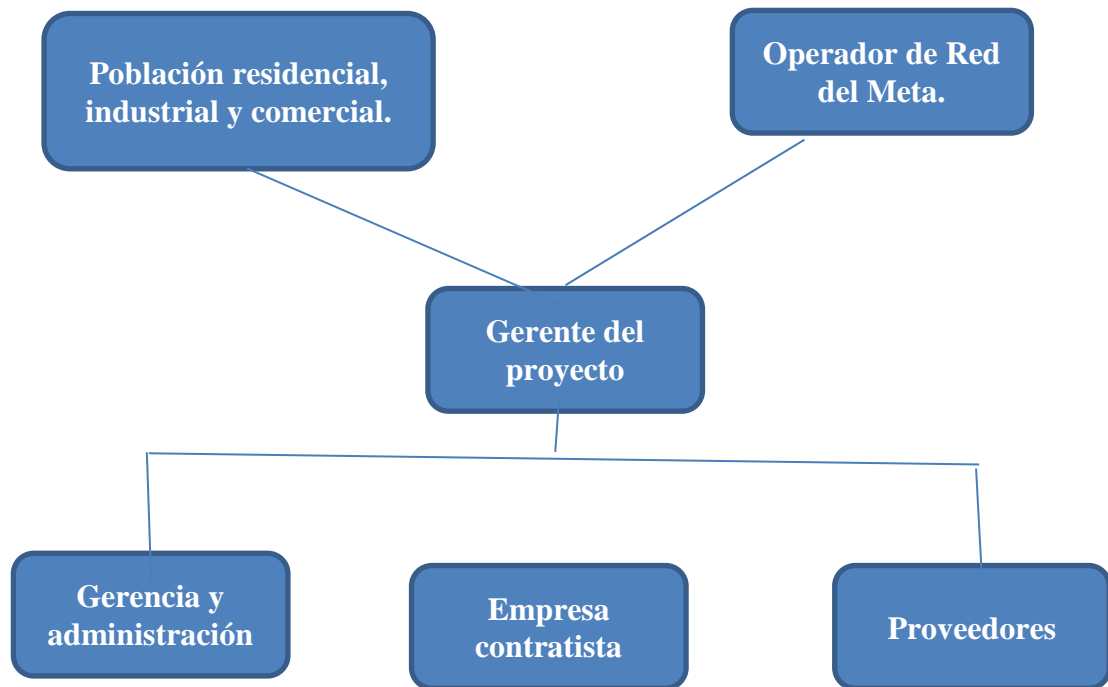 Población residencial,
industrial y comercial.
Operador de Red
del Meta.
Gerente del
proyecto
Gerencia y
administración
Empresa
contratista
Proveedores